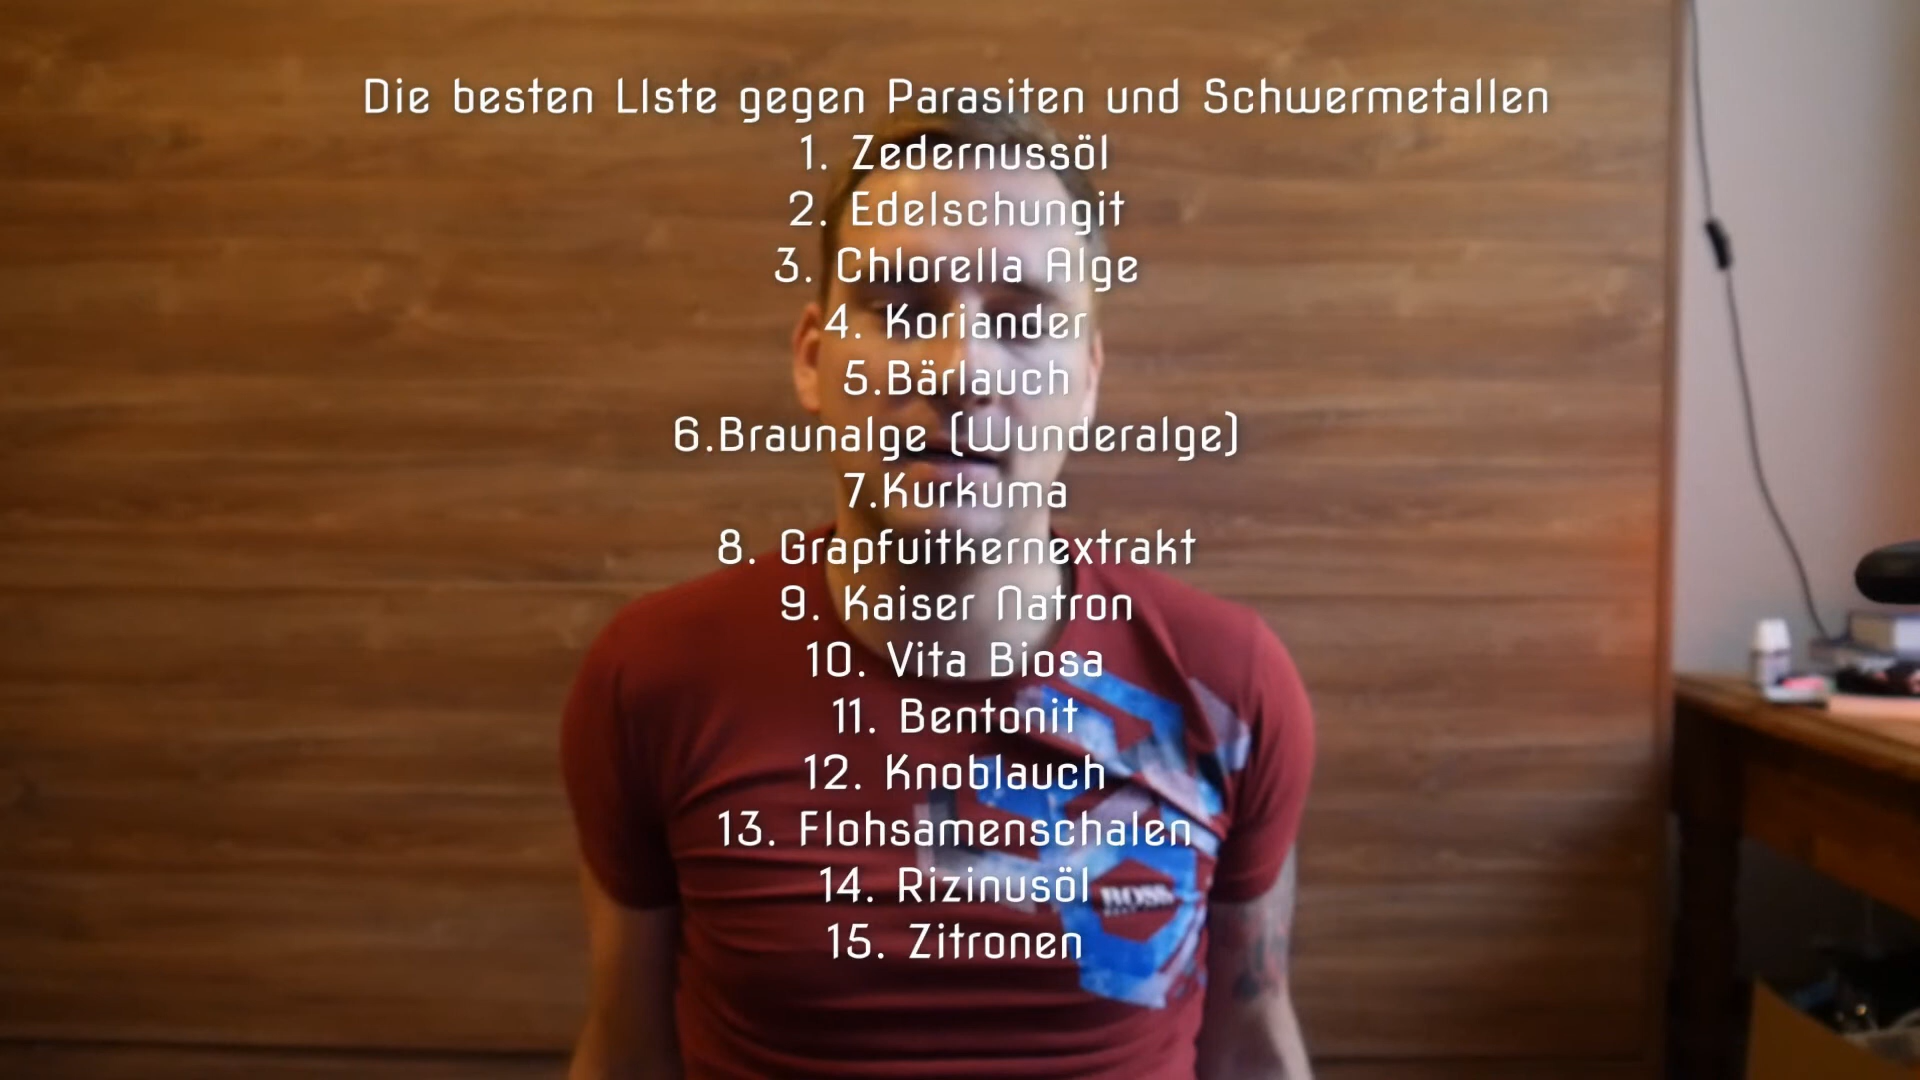 Die besten LIste gegen Parasiten und Schwermetallen
1. Zedernussöl
2. Edelschungit
3. Chlorella Alge
4. Koriander
5.Bärlauch
6.Braunalge (Wunderalge)
7.Kurkuma
8. Grapfuitkernextrakt
9. Kaiser Natron
10. Vita Biosa
11. Bentonit
12. Knoblauch
13. Flohsamenschalen
14. Rizinusöl
BOSS
15. Zitronen